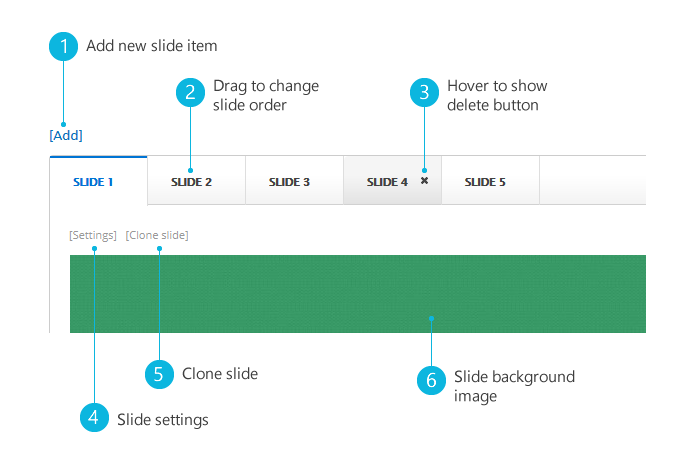 1 Add new slide item
2 Drag to change
slide order
3 Hover to show
delete button
[Add]
SLIDE 1 SLIDE 2 SLIDE 3 SLIDE 4 ✖ SLIDE 5
[Settings] [Clone slide]
5 Clone slide
6 Slide background
image
4 Slide settings